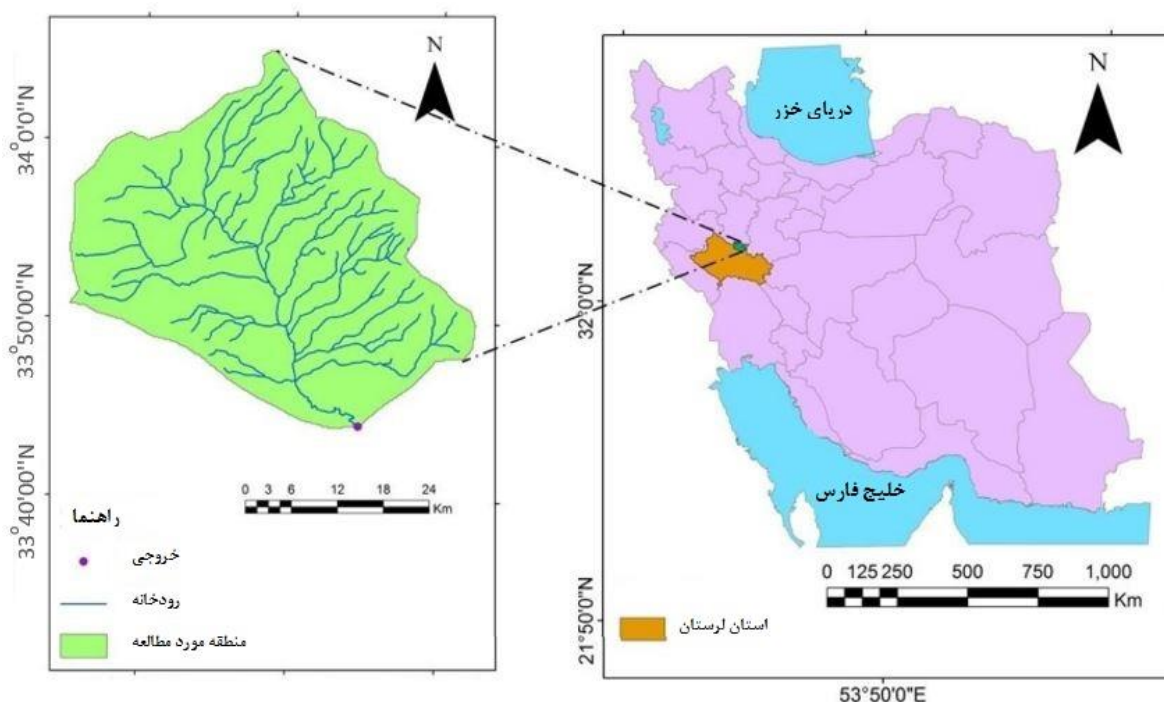 N
34°0'0"N
33°50'0"N
33°40'0"N
0 3 6 12 18 24
Km
راهنما
خروجی
رودخانه
منطقه مورد مطالعه
N
دریای خزر
خلیج فارس
32°0'0"N
21°50'0"N
0 125 250 500 750 1,000
Km
استان لرستان
53°50'0"E